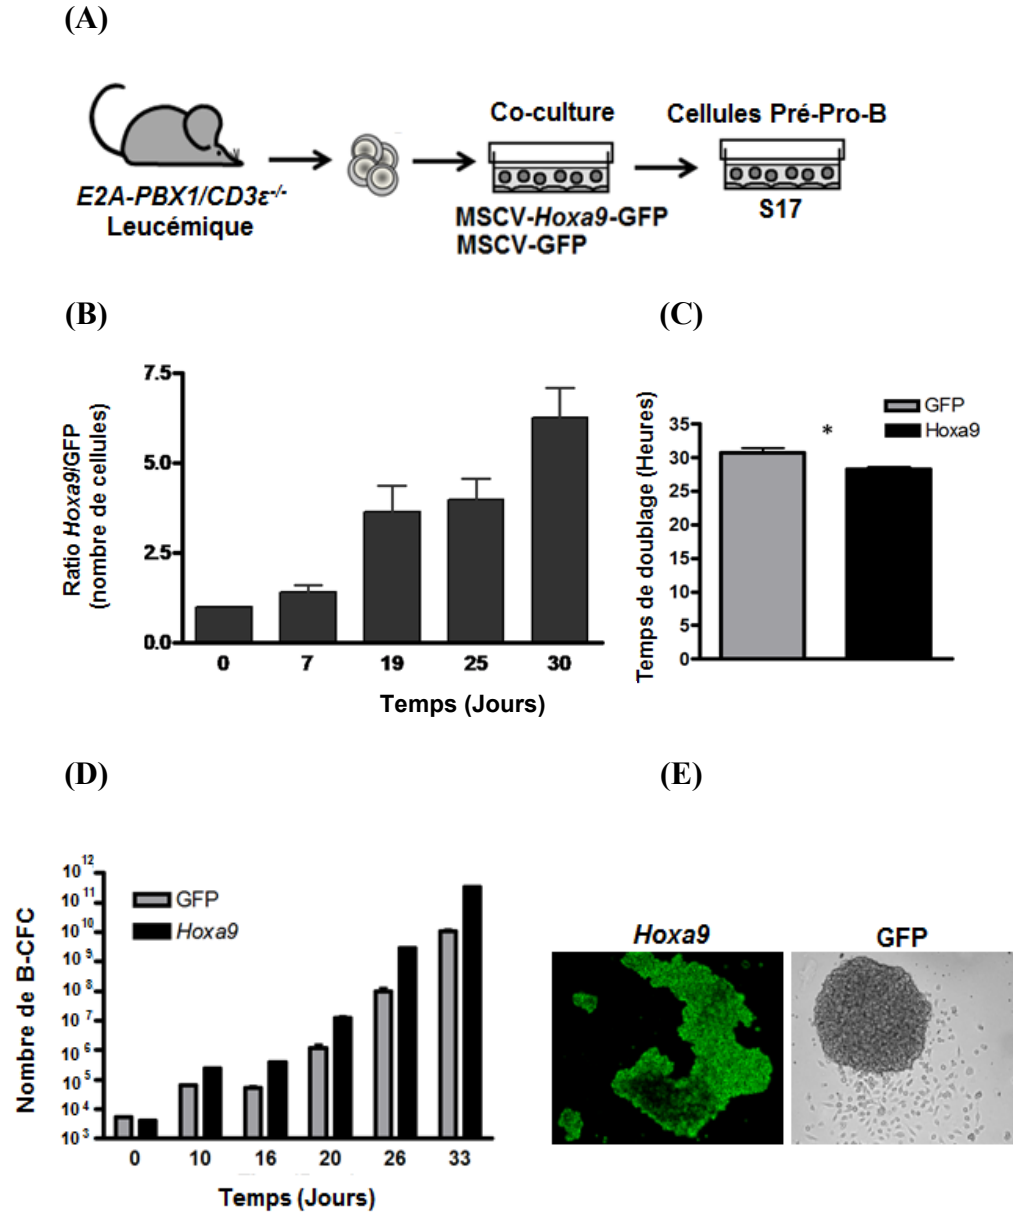 (A)
Co-culture
Cellules Pré-Pro-B
E2A-PBX1/CD3ε-/-
Leucémique
MSCV-Hoxa9-GFP
MSCV-GFP
S17
(B)
Ratio Hoxa9/GFP
(nombre de cellules)
7.5
5.0
2.5
0.0
0 7 19 25 30
Temps (Jours)
(C)
Temps de doublage (Heures)
GFP
Hoxa9
*
35
30
25
20
15
10
5
0
(D)
Nombre de B-CFC
GFP
Hoxa9
10 12
10 11
10 10
10 9
10 8
10 7
10 6
10 5
10 4
10 3
0 10 16 20 26 33
Temps (Jours)
(E)
Hoxa9
GFP